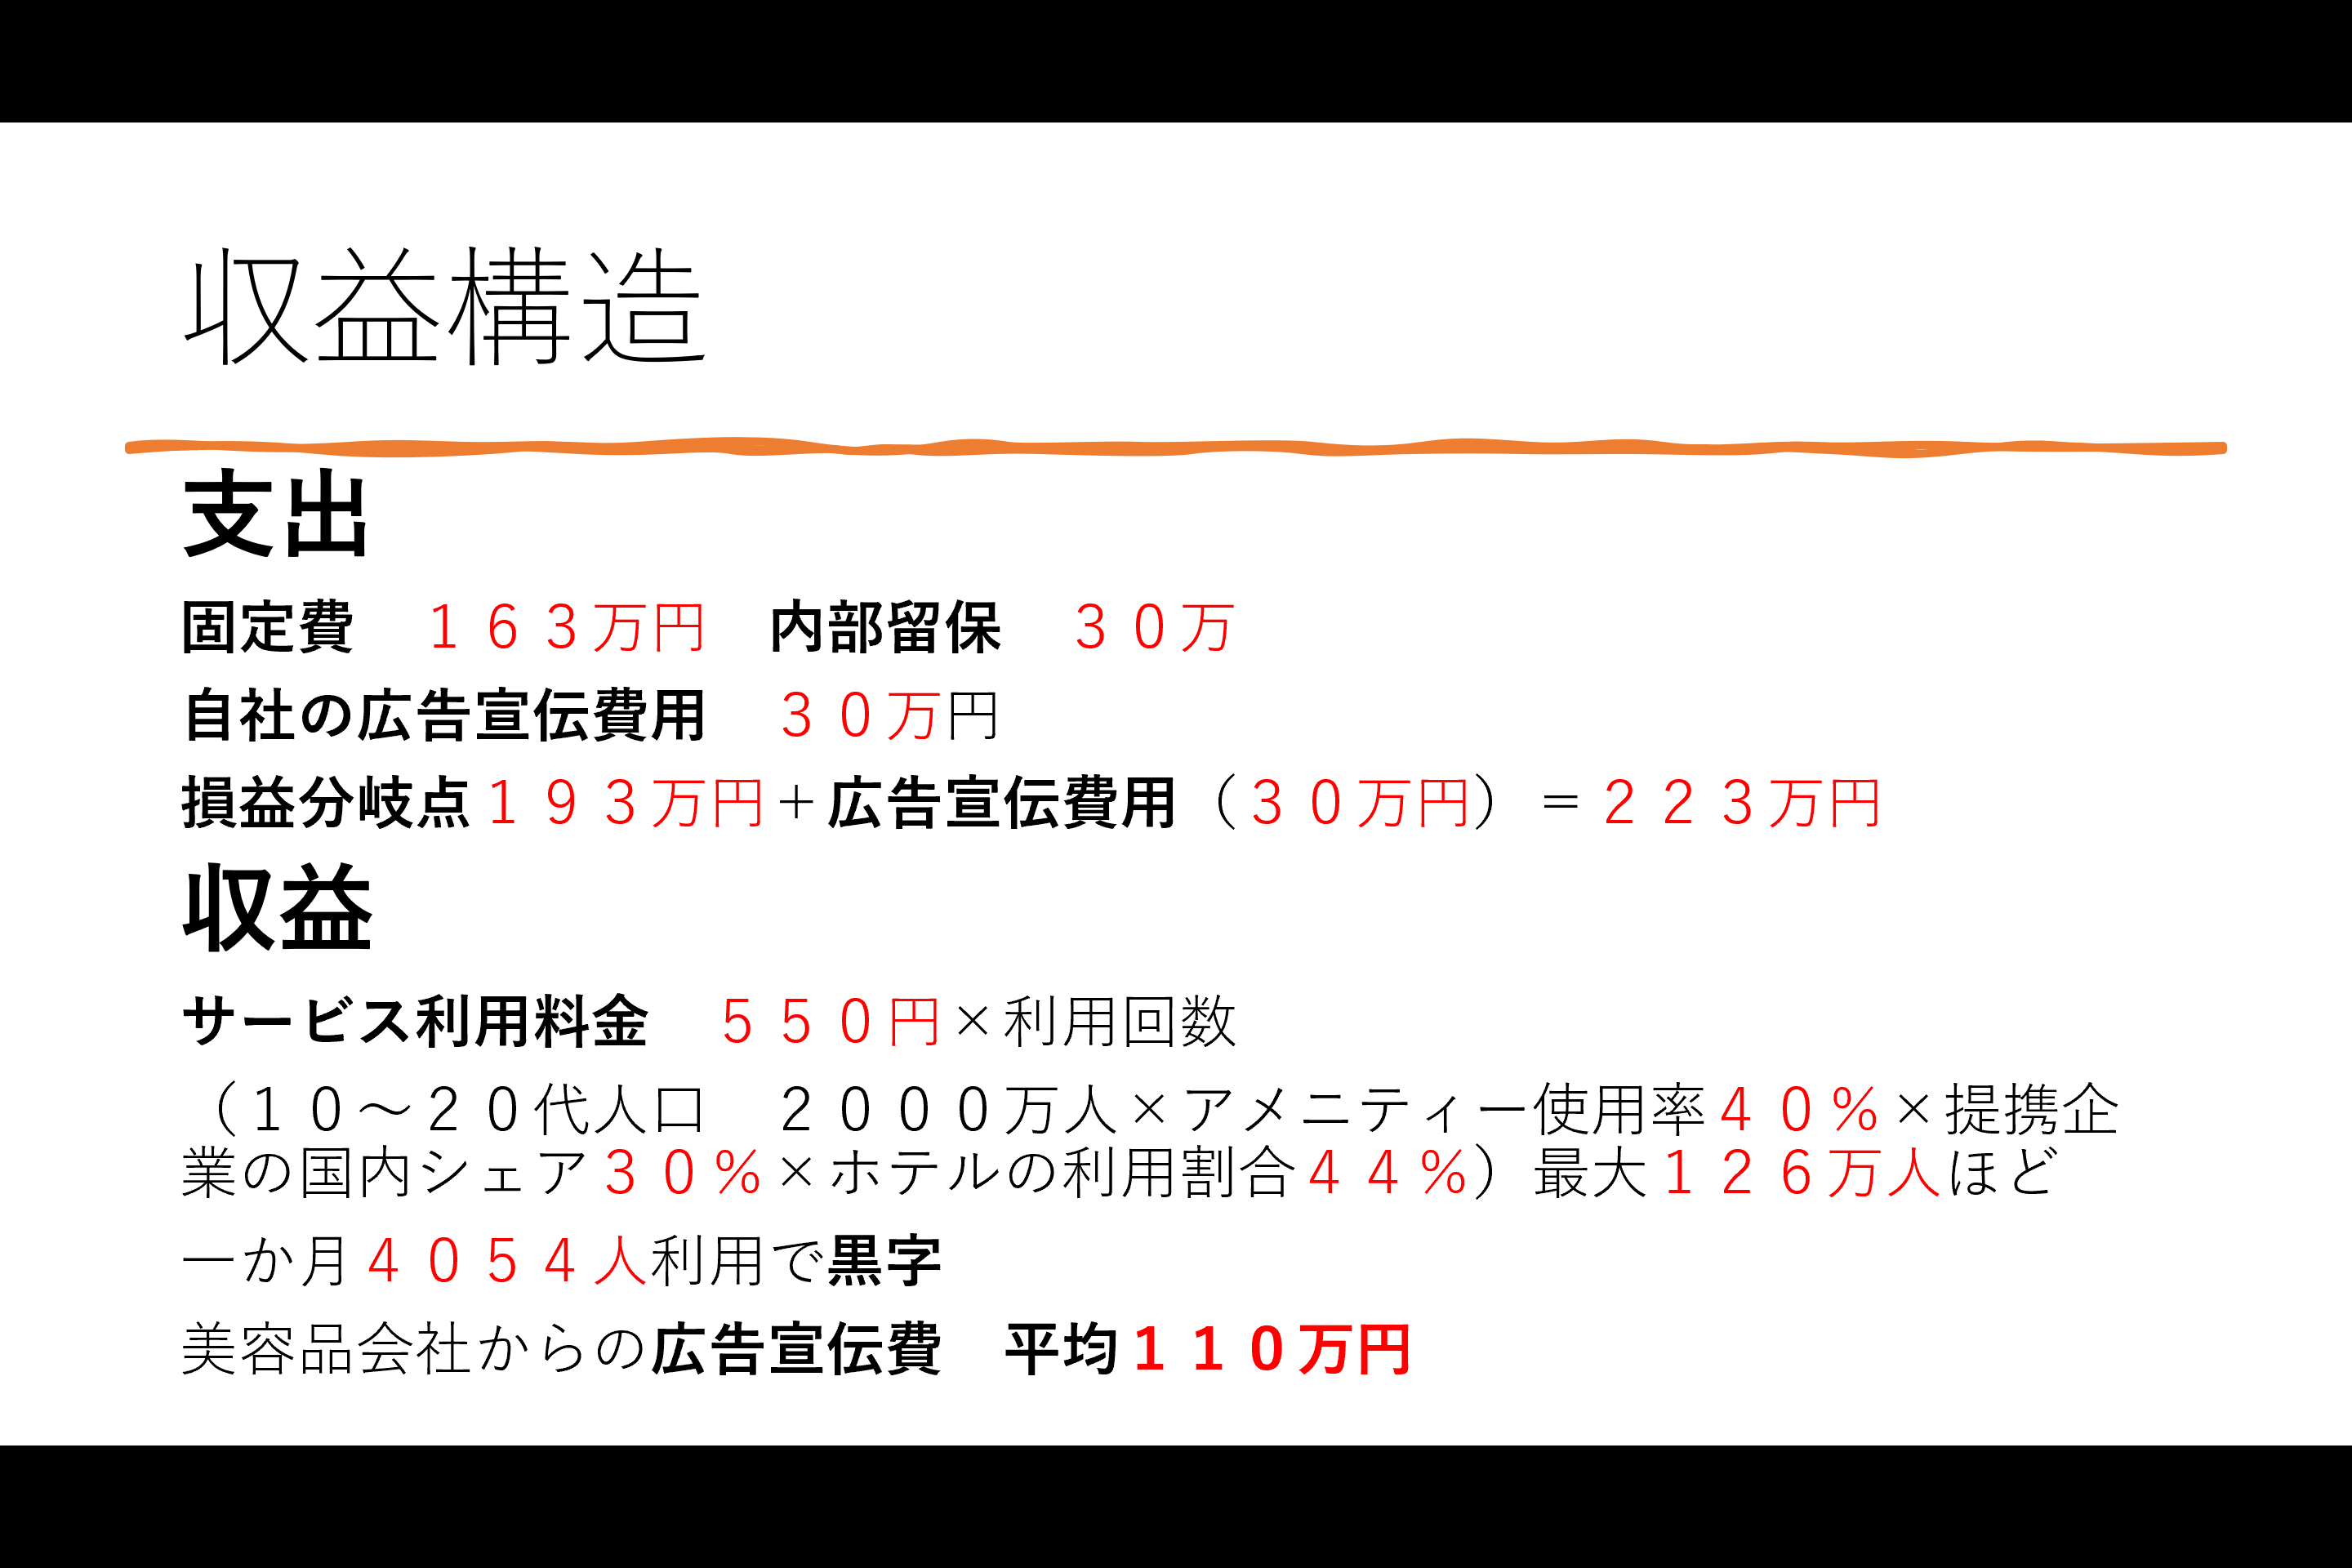 収益構造
支出
固定費　１６３万円　内部留保　３０万
自社の広告宣伝費用　３０万円
損益分岐点１９３万円＋広告宣伝費用（３０万円）＝２２３万円
収益
サービス利用料金　５５０円×利用回数
（１０～２０代人口　２０００万人×アメニティー使用率４０％×提携企
業の国内シェア３０％×ホテルの利用割合４４％）最大１２６万人ほど
一か月４０５４人利用で黒字
美容品会社からの広告宣伝費　平均１１０万円